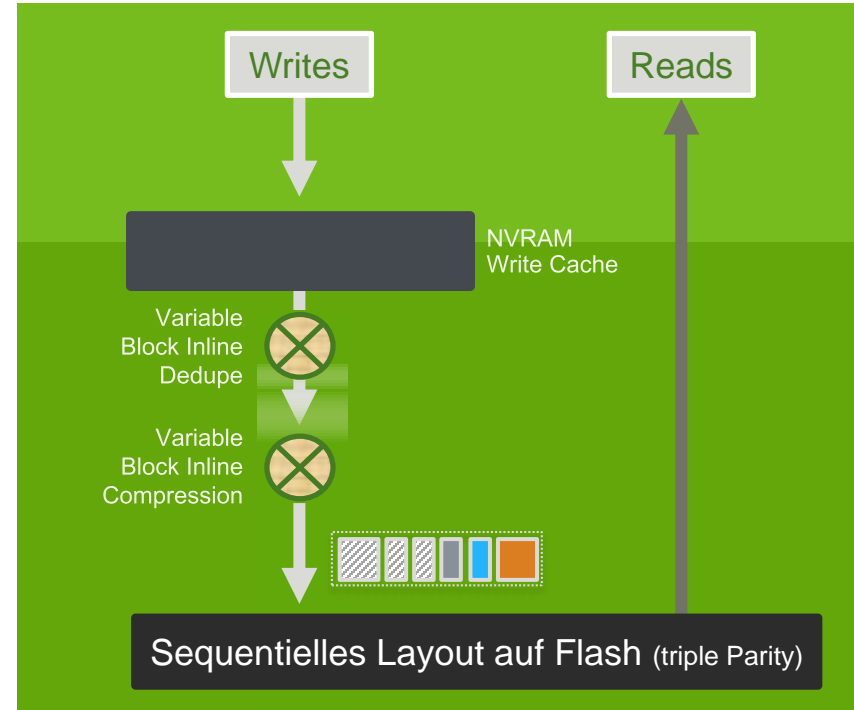 Writes
Reads
NVRAM
Write Cache
Variable
Block Inline
Dedupe
Variable
Block Inline
Compression
Sequentielles Layout auf Flash (triple Parity)